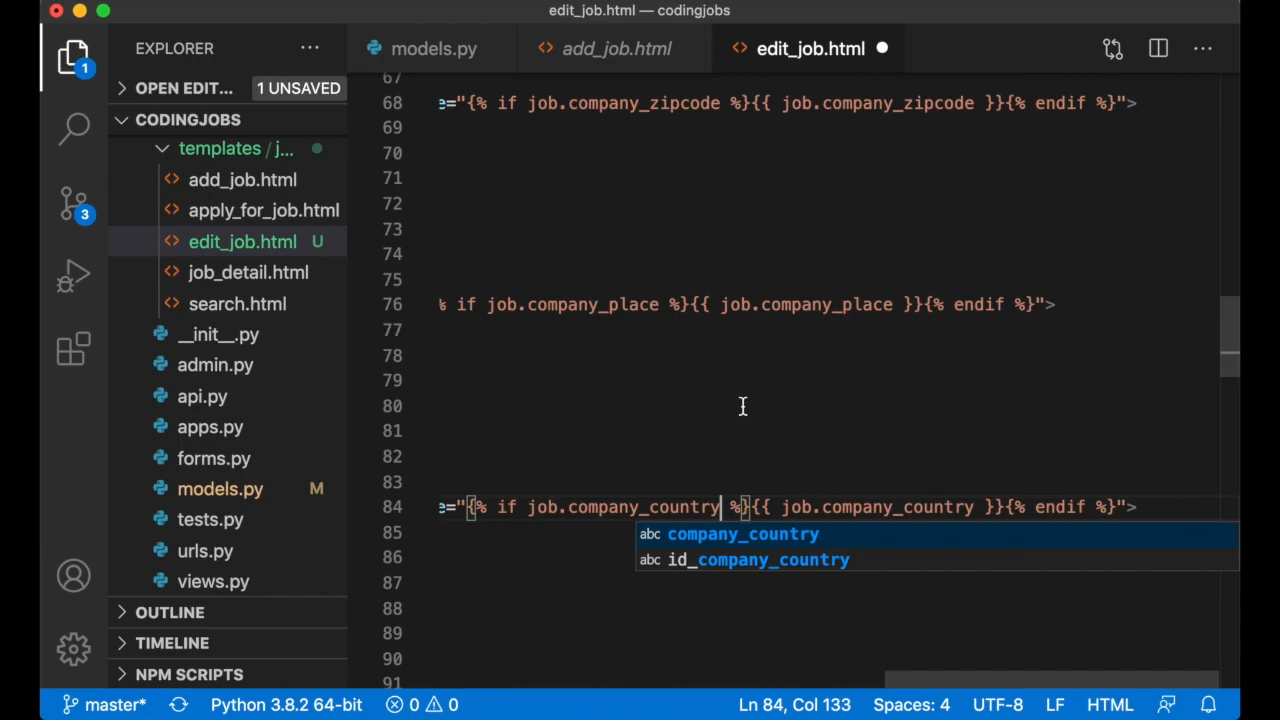 edit_job.html — codingjobs
EXPLORER
models.py
add_job.html
edit_job.html
1
OPEN EDIT...
1 UNSAVED
CODINGJOBS
templates / j...
add_job.html
apply_for_job.html
edit_job.html U
job_detail.html
search.html
__init__.py
admin.py
api.py
apps.py
forms.py
models.py M
tests.py
urls.py
views.py
OUTLINE
TIMELINE
NPM SCRIPTS
3
67
68 e="{% if job.company_zipcode %}{{ job.company_zipcode }}{% endif %}">
69
70
71
72
73
74
75
76 % if job.company_place %}{{ job.company_place }}{% endif %}">
77
78
79
80
81
82
83
84 e="{% if job.company_country %}{{ job.company_country }}{% endif %}">
85 abc company_country
86 abc id_company_country
87
88
89
90
91
master* Python 3.8.2 64-bit 0 0 Ln 84, Col 133 Spaces: 4 UTF-8 LF HTML